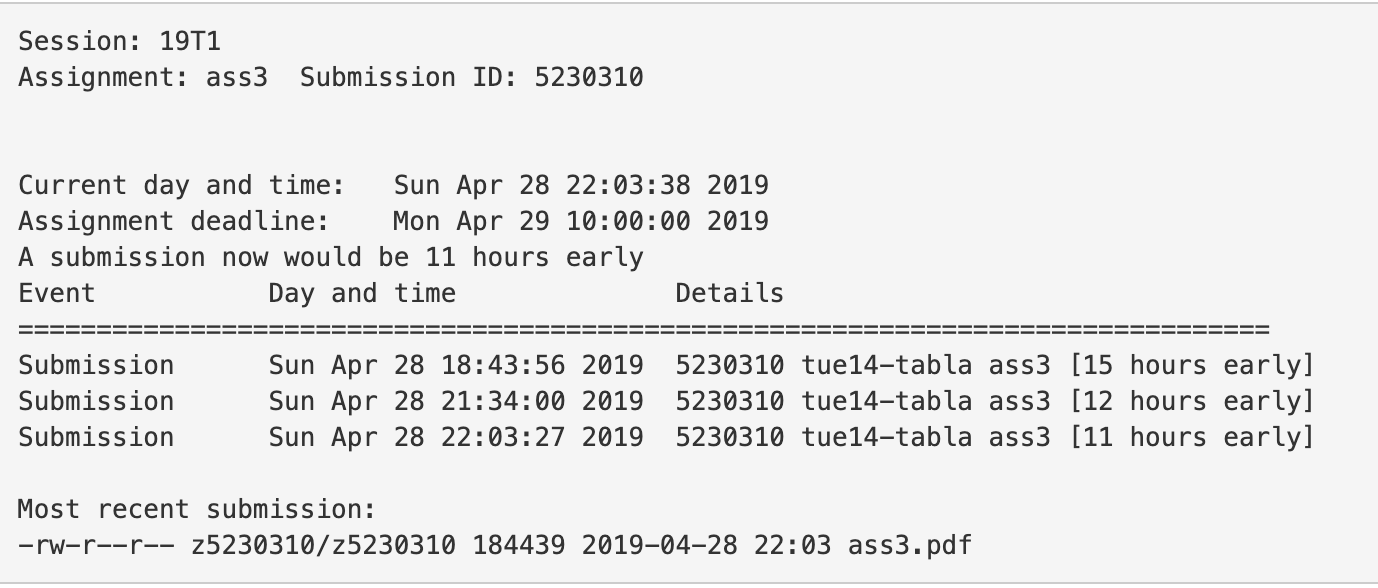 Session: 19T1
Assignment: ass3  Submission ID: 5230310
Current day and time:   Sun Apr 28 22:03:38 2019
Assignment deadline:    Mon Apr 29 10:00:00 2019
A submission now would be 11 hours early
Event           Day and time              Details
================================================================================
Submission      Sun Apr 28 18:43:56 2019  5230310 tue14-tabla ass3 [15 hours early]
Submission      Sun Apr 28 21:34:00 2019  5230310 tue14-tabla ass3 [12 hours early]
Submission      Sun Apr 28 22:03:27 2019  5230310 tue14-tabla ass3 [11 hours early]
Most recent submission:
-rw-r--r-- z5230310/z5230310 184439 2019-04-28 22:03 ass3.pdf